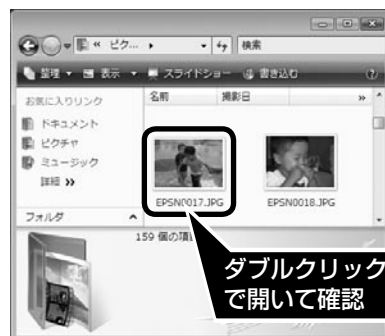 « ピク...
検索
整理 表示 スライドショー 書き込む
お気に入りリンク
ドキュメント
ピクチャ
ミュージック
詳細 »
フォルダ
名前 撮影日 »
EPSN0017.JPG
EPSN0018.JPG
159 個の項目
ダブルクリック
で開いて確認